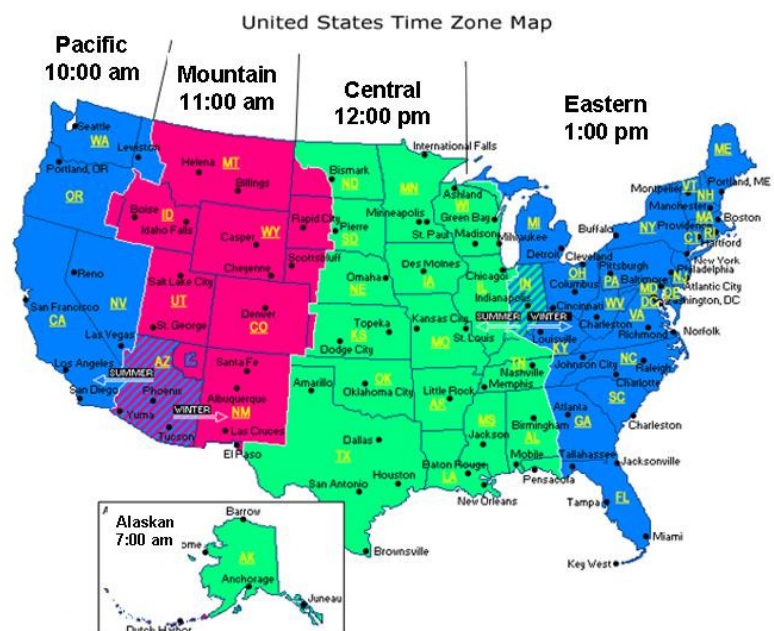 United States Time Zone Map
Pacific
10:00 am
Mountain
11:00 am
Central
12:00 pm
Eastern
1:00 pm
Seattle
WA
Lewiston
Portland, OR
OR
Helena
MT
Billings
Boise
ID
Idaho Falls
WY
Casper
Cheyenne
Rapid City
Scottsbluff
Reno
NV
San Francisco
CA
Salt Lake City
UT
St. George
Denver
CO
Las Vegas
Los Angeles
SUMMER
San Diego
AZ
Phoenix
Yuma
WINTER
Tucson
Santa Fe
Albuquerque
NM
Las Cruces
El Paso
International Falls
Bismark
ND
MN
Minneapolis
St. Paul
Pierre
SD
Ashland
WI
Green Bay
Madison
Milwaukee
Omaha
NE
Des Moines
IA
Chicago
IL
Topeka
KS
Dodge City
Kansas City
MO
St. Louis
Amarillo
OK
Oklahoma City
Little Rock
AR
Memphis
TN
Nashville
Dallas
TX
San Antonio
Houston
Brownsville
MS
Jackson
Baton Rouge
LA
New Orleans
Birmingham
AL
Mobile
Pensacola
MI
Detroit
IN
Indianapolis
SUMMER
WINTER
Louisville
KY
Cleveland
OH
Columbus
Cincinnati
Pittsburgh
PA
WV
Charleston
Buffalo
NY
ME
Montpelier
VT
Portland, ME
NH
Manchester
MA
Boston
Providence
CT
RI
Hartford
New York
Philadelphia
NJ
Baltimore
MD
DE
Atlantic City
DC
VA
Richmond
Norfolk
Johnson City
NC
Raleigh
Charlotte
SC
Charleston
Atlanta
GA
Tallahassee
Jacksonville
FL
Tampa
Miami
Key West
Alaskan
7:00 am
Barrow
AK
Anchorage
Juneau
Dutch Harbor